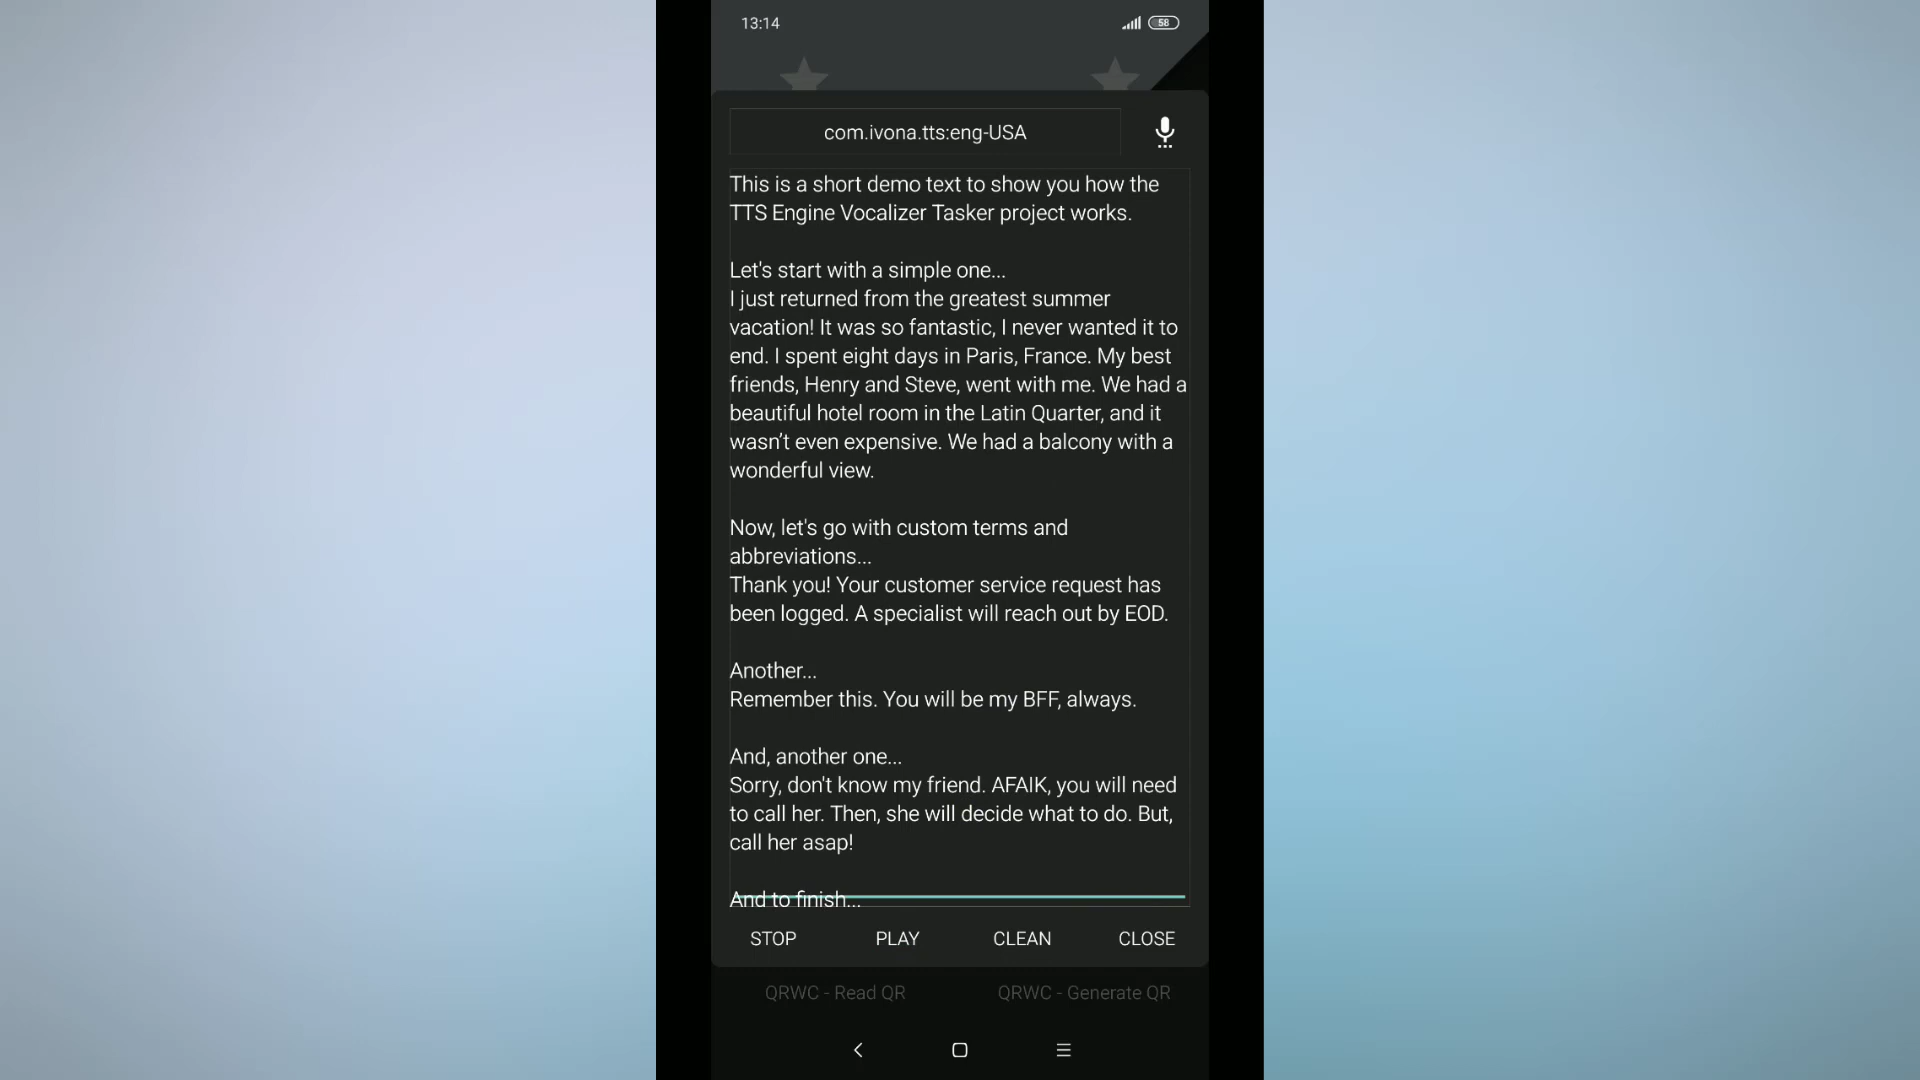 13:14
58
com.ivona.tts:eng-USA
This is a short demo text to show you how the
TTS Engine Vocalizer Tasker project works.
Let's start with a simple one...
I just returned from the greatest summer
vacation! It was so fantastic, I never wanted it to
end. I spent eight days in Paris, France. My best
friends, Henry and Steve, went with me. We had a
beautiful hotel room in the Latin Quarter, and it
wasn’t even expensive. We had a balcony with a
wonderful view.
Now, let's go with custom terms and
abbreviations...
Thank you! Your customer service request has
been logged. A specialist will reach out by EOD.
Another...
Remember this. You will be my BFF, always.
And, another one...
Sorry, don't know my friend. AFAIK, you will need
to call her. Then, she will decide what to do. But,
call her asap!
And to finish...
STOP PLAY CLEAN CLOSE
QRWC - Read QR QRWC - Generate QR